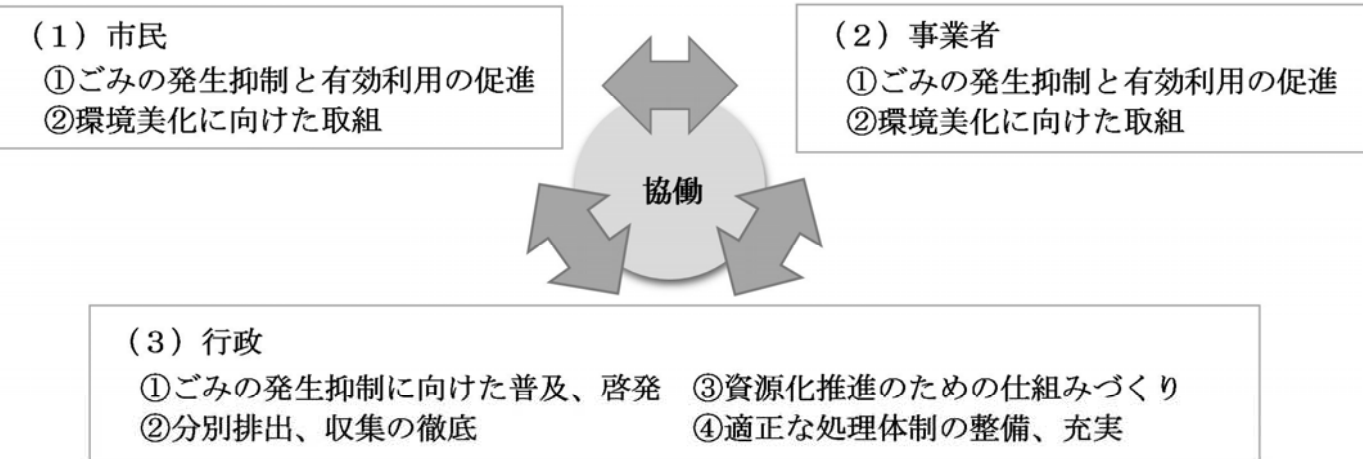 （１）市民
①ごみの発生抑制と有効利用の促進
②環境美化に向けた取組
（２）事業者
①ごみの発生抑制と有効利用の促進
②環境美化に向けた取組
協働
（３）行政
①ごみの発生抑制に向けた普及、啓発
②分別排出、収集の徹底
③資源化推進のための仕組みづくり
④適正な処理体制の整備、充実